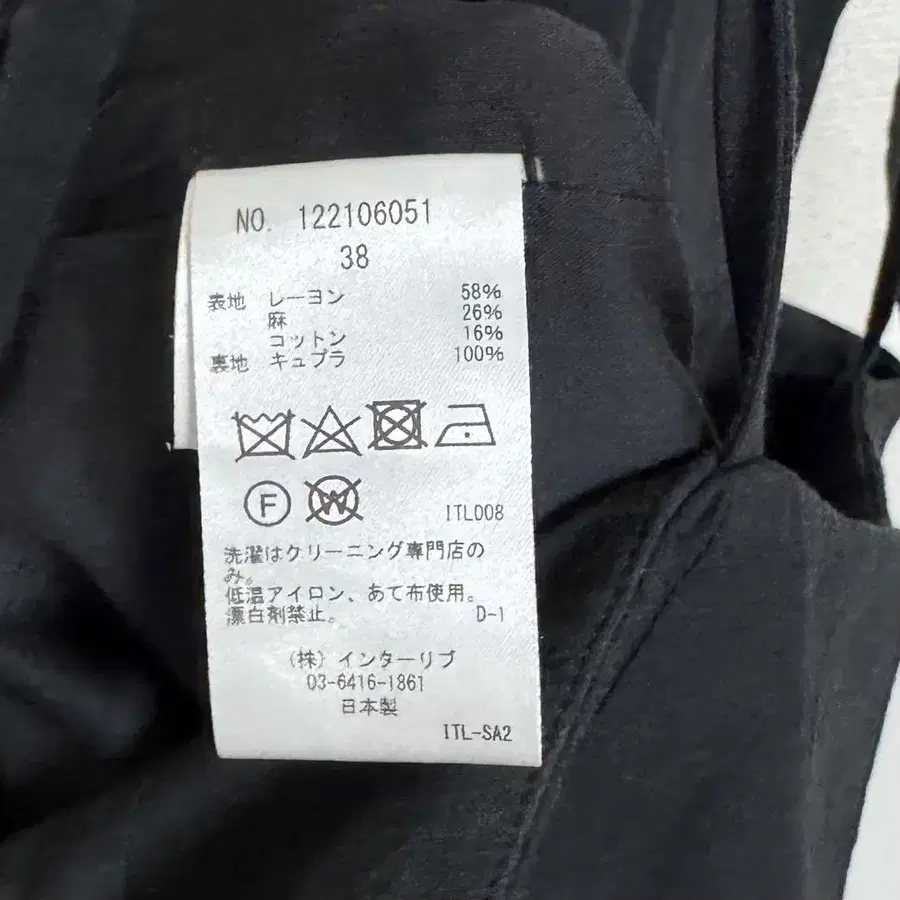 NO. 122106051
38
表地 レーヨン 58%
麻 26%
コットン 16%
裏地 キュプラ 100%
F W
ITL008
洗濯はクリーニング専門店の
み。
低温アイロン、あて布使用。
漂白剤禁止。 D-1
(株)インターリブ
03-6416-1861
日本製
ITL-SA2